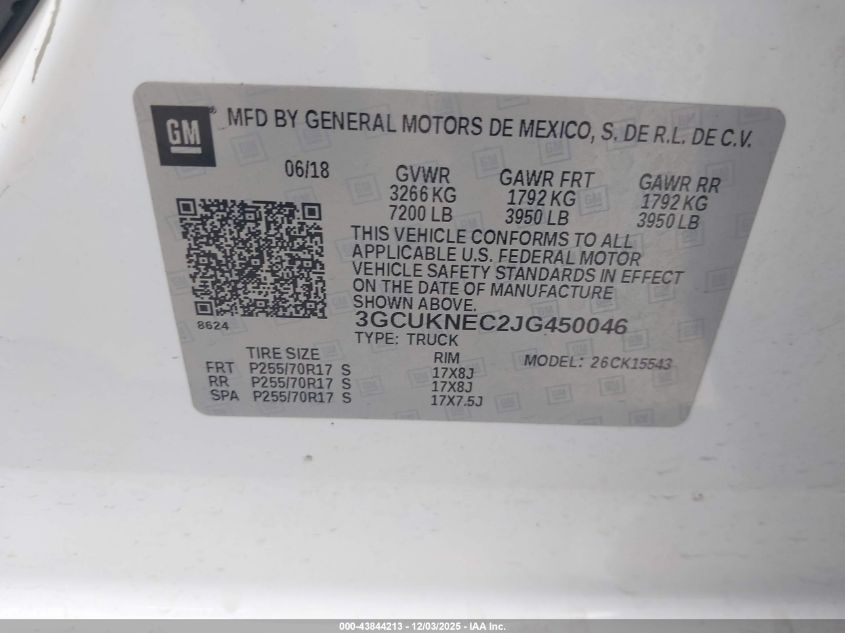 GM® MFD BY GENERAL MOTORS DE MEXICO, S. DE R.L. DE C.V.
06/18 GVWR GAWR FRT GAWR RR
3266 KG 1792 KG 1792 KG
7200 LB 3950 LB 3950 LB
THIS VEHICLE CONFORMS TO ALL
APPLICABLE U.S. FEDERAL MOTOR
VEHICLE SAFETY STANDARDS IN EFFECT
ON THE DATE OF MANUFACTURE
SHOWN ABOVE.
8624
3GCUKNEC2JG450046
TYPE: TRUCK
TIRE SIZE RIM MODEL: 26CK15543
FRT P255/70R17 S 17X8J
RR P255/70R17 S 17X8J
SPA P255/70R17 S 17X7.5J
000-43844213 - 12/03/2025 - IAA Inc.